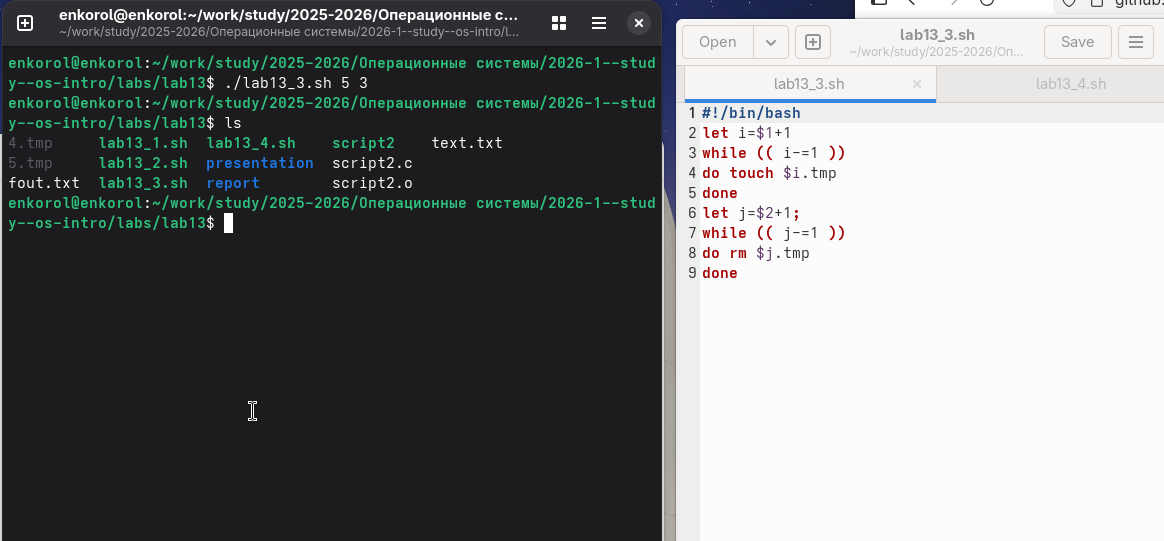 enkorol@enkorol:~/work/study/2025-2026/Операционные с...
~/work/study/2025-2026/Операционные системы/2026-1--study--os-intro/l...
enkorol@enkorol:~/work/study/2025-2026/Операционные системы/2026-1--stud
y--os-intro/labs/lab13$ ./lab13_3.sh 5 3
enkorol@enkorol:~/work/study/2025-2026/Операционные системы/2026-1--stud
y--os-intro/labs/lab13$ ls
4.tmp lab13_1.sh lab13_4.sh script2 text.txt
5.tmp lab13_2.sh presentation script2.c
fout.txt lab13_3.sh report script2.o
enkorol@enkorol:~/work/study/2025-2026/Операционные системы/2026-1--stud
y--os-intro/labs/lab13$
Open
lab13_3.sh
~/work/study/2025-2026/Оп...
Save
lab13_3.sh ×
lab13_4.sh
1 #!/bin/bash
2 let i=$1+1
3 while (( i-=1 ))
4 do touch $i.tmp
5 done
6 let j=$2+1;
7 while (( j-=1 ))
8 do rm $j.tmp
9 done